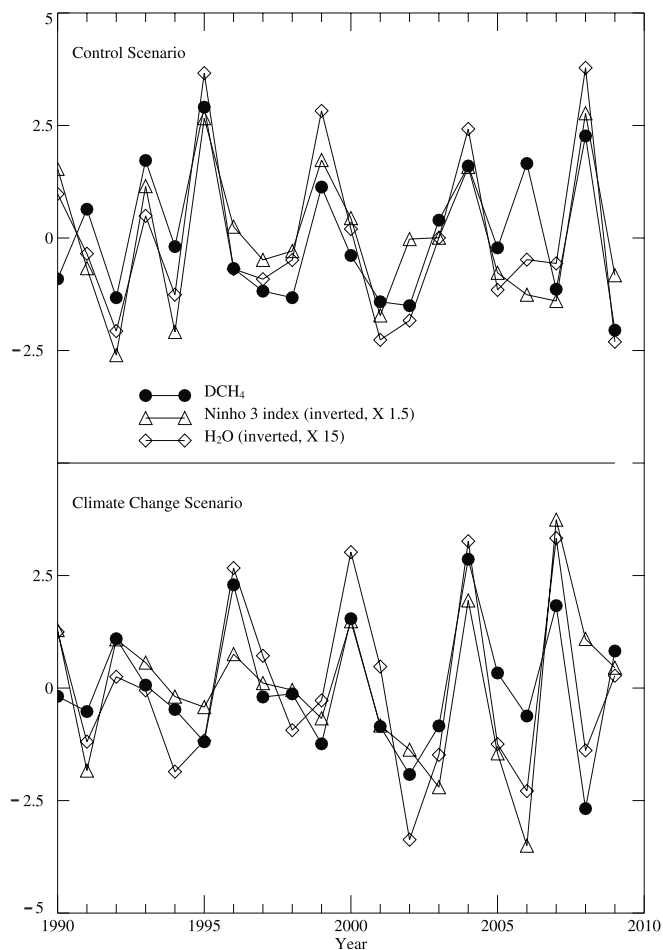 5
Control Scenario
2.5
0
−2.5
DCH₄
Ninho 3 index (inverted, X 1.5)
H₂O (inverted, X 15)
Climate Change Scenario
2.5
0
−2.5
−5
1990 1995 2000 2005 2010
Year